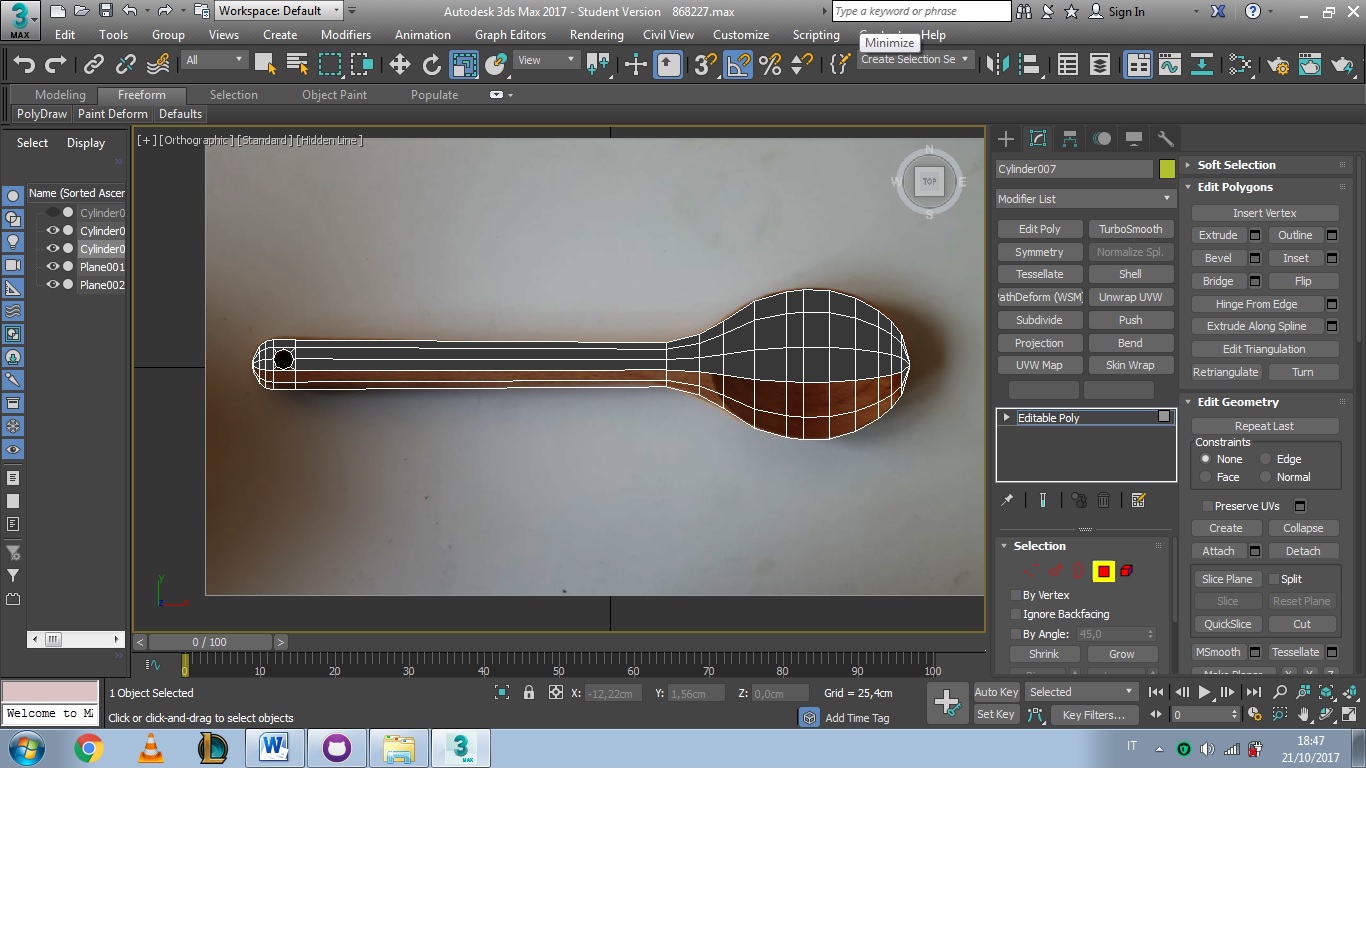 3 MAX Workspace: Default Autodesk 3ds Max 2017 - Student Version 868227.max Type a keyword or phrase Sign In
Edit Tools Group Views Create Modifiers Animation Graph Editors Rendering Civil View Customize Scripting Help
Minimize
All View Create Selection Se
Modeling Freeform Selection Object Paint Populate
PolyDraw Paint Deform Defaults
Select Display
Name (Sorted Ascer
Cylinder0
Cylinder0
Cylinder0
Plane001
Plane002
[+] [Orthographic ] [Standard ] [Hidden Line ]
N
W TOP E
S
Cylinder007
Modifier List
Edit Poly TurboSmooth
Symmetry Normalize Spl.
Tessellate Shell
PathDeform (WSM) Unwrap UVW
Subdivide Push
Projection Bend
UVW Map Skin Wrap
Editable Poly
Selection
By Vertex
Ignore Backfacing
By Angle: 45,0
Shrink Grow
Soft Selection
Edit Polygons
Insert Vertex
Extrude Outline
Bevel Inset
Bridge Flip
Hinge From Edge
Extrude Along Spline
Edit Triangulation
Retriangulate Turn
Edit Geometry
Repeat Last
Constraints
None Edge
Face Normal
Preserve UVs
Create Collapse
Attach Detach
Slice Plane Split
Slice Reset Plane
QuickSlice Cut
MSmooth Tessellate
Make Planar X Y Z
0 / 100
0 10 20 30 40 50 60 70 80 90 100
1 Object Selected X: -12,22cm Y: 1,56cm Z: 0,0cm Grid = 25,4cm Auto Key Selected
Welcome to M Click or click-and-drag to select objects Add Time Tag Set Key Key Filters... 0
IT 18:47
21/10/2017